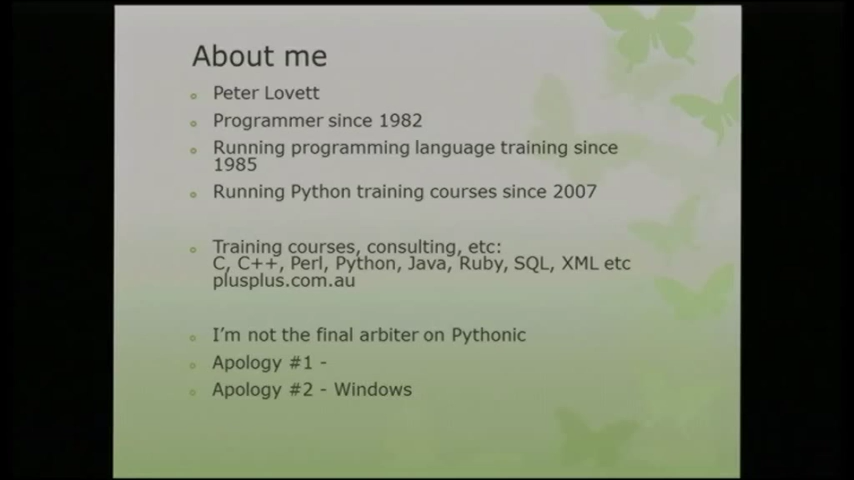 About me
Peter Lovett
Programmer since 1982
Running programming language training since
1985
Running Python training courses since 2007
Training courses, consulting, etc:
C, C++, Perl, Python, Java, Ruby, SQL, XML etc
plusplus.com.au
I'm not the final arbiter on Pythonic
Apology #1 -
Apology #2 - Windows